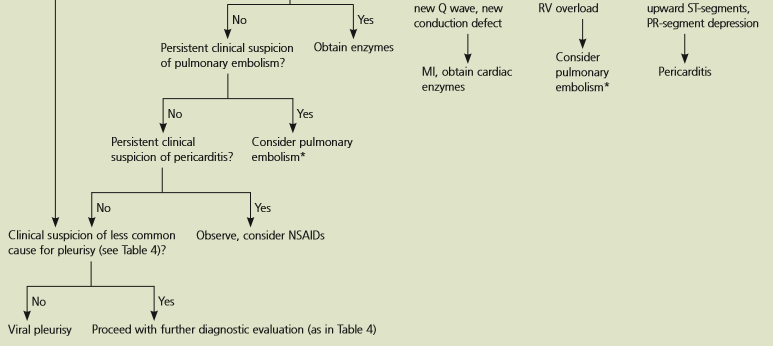 new Q wave, new
conduction defect
RV overload
upward ST-segments,
PR-segment depression
No
Yes
Persistent clinical suspicion
of pulmonary embolism?
Obtain enzymes
MI, obtain cardiac
enzymes
Consider
pulmonary
embolism*
Pericarditis
No
Yes
Persistent clinical
suspicion of pericarditis?
Consider pulmonary
embolism*
No
Yes
Clinical suspicion of less common
cause for pleurisy (see Table 4)?
Observe, consider NSAIDs
No
Yes
Viral pleurisy
Proceed with further diagnostic evaluation (as in Table 4)